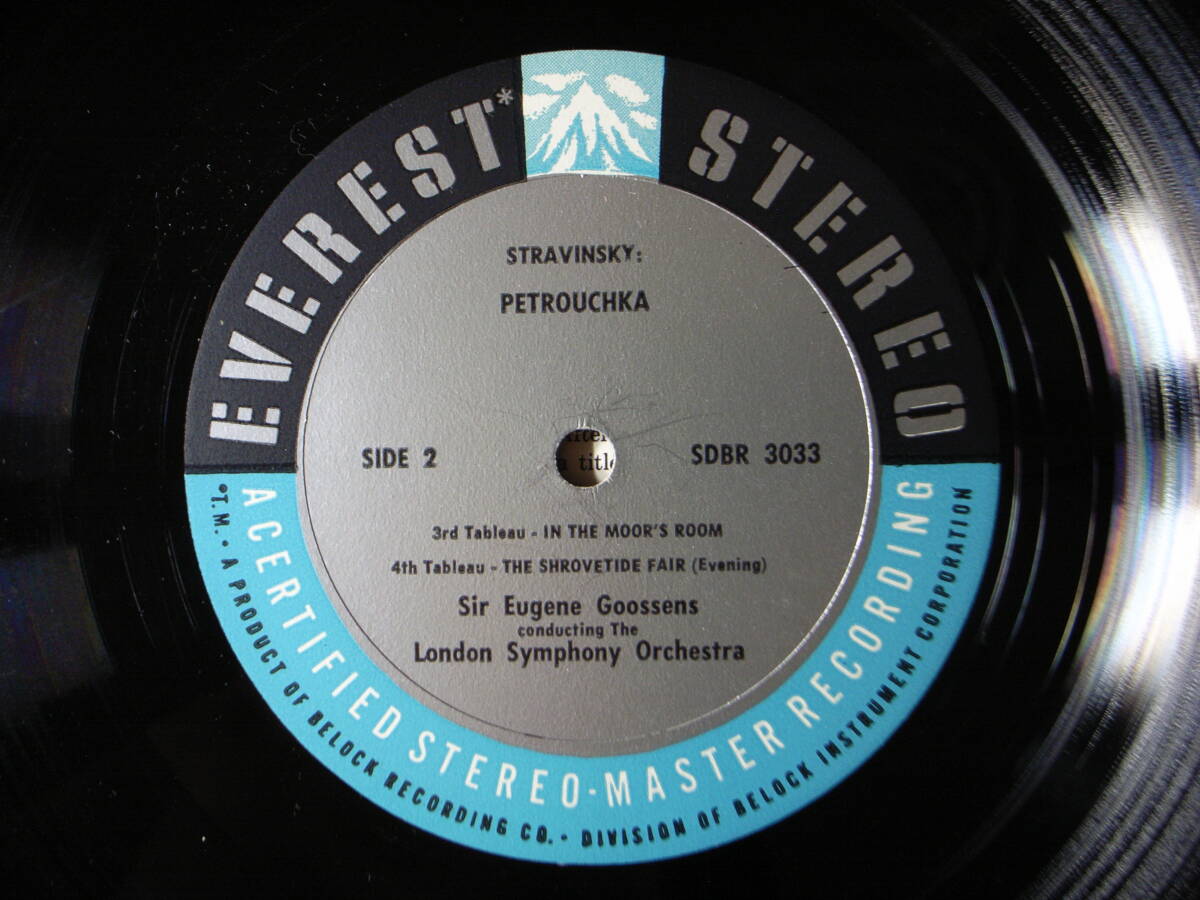 EVEREST* STEREO
STRAVINSKY:
PETROUCHKA
SIDE 2
SDBR 3033
after
a title
3rd Tableau - IN THE MOOR'S ROOM
4th Tableau - THE SHROVETIDE FAIR (Evening)
Sir Eugene Goossens
conducting The
London Symphony Orchestra
A CERTIFIED STEREO-MASTER RECORDING
*T.M. • A PRODUCT OF BELOCK RECORDING CO. - DIVISION OF BELOCK INSTRUMENT CORPORATION